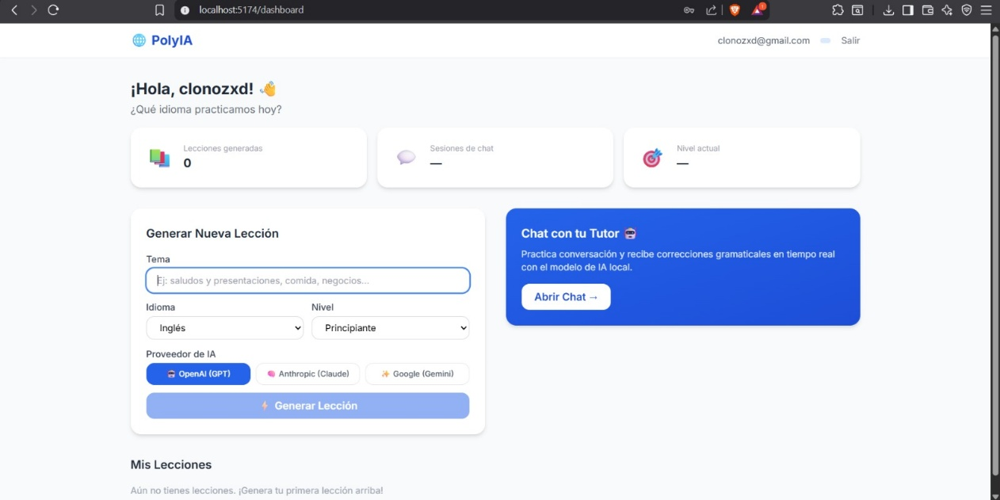 localhost:5174/dashboard
PolyIA
clonozxd@gmail.com
Salir
¡Hola, clonozxd! 👋
¿Qué idioma practicamos hoy?
Lecciones generadas
0
Sesiones de chat
—
Nivel actual
—
Generar Nueva Lección
Tema
Ej: saludos y presentaciones, comida, negocios...
Idioma
Nivel
Inglés
Principiante
Proveedor de IA
OpenAI (GPT)
Anthropic (Claude)
Google (Gemini)
Generar Lección
Chat con tu Tutor
Practica conversación y recibe correcciones gramaticales en tiempo real
con el modelo de IA local.
Abrir Chat →
Mis Lecciones
Aún no tienes lecciones. ¡Genera tu primera lección arriba!